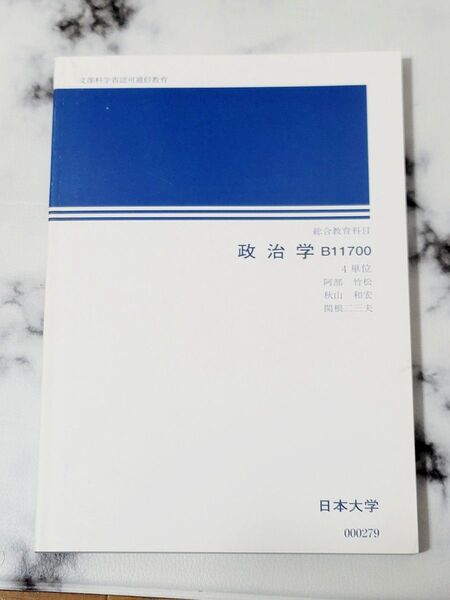 文部科学省認可通信教育
総合教育科目
政治学 B11700
4 単位
阿部 竹松
秋山 和宏
関根二三夫
日本大学
000279